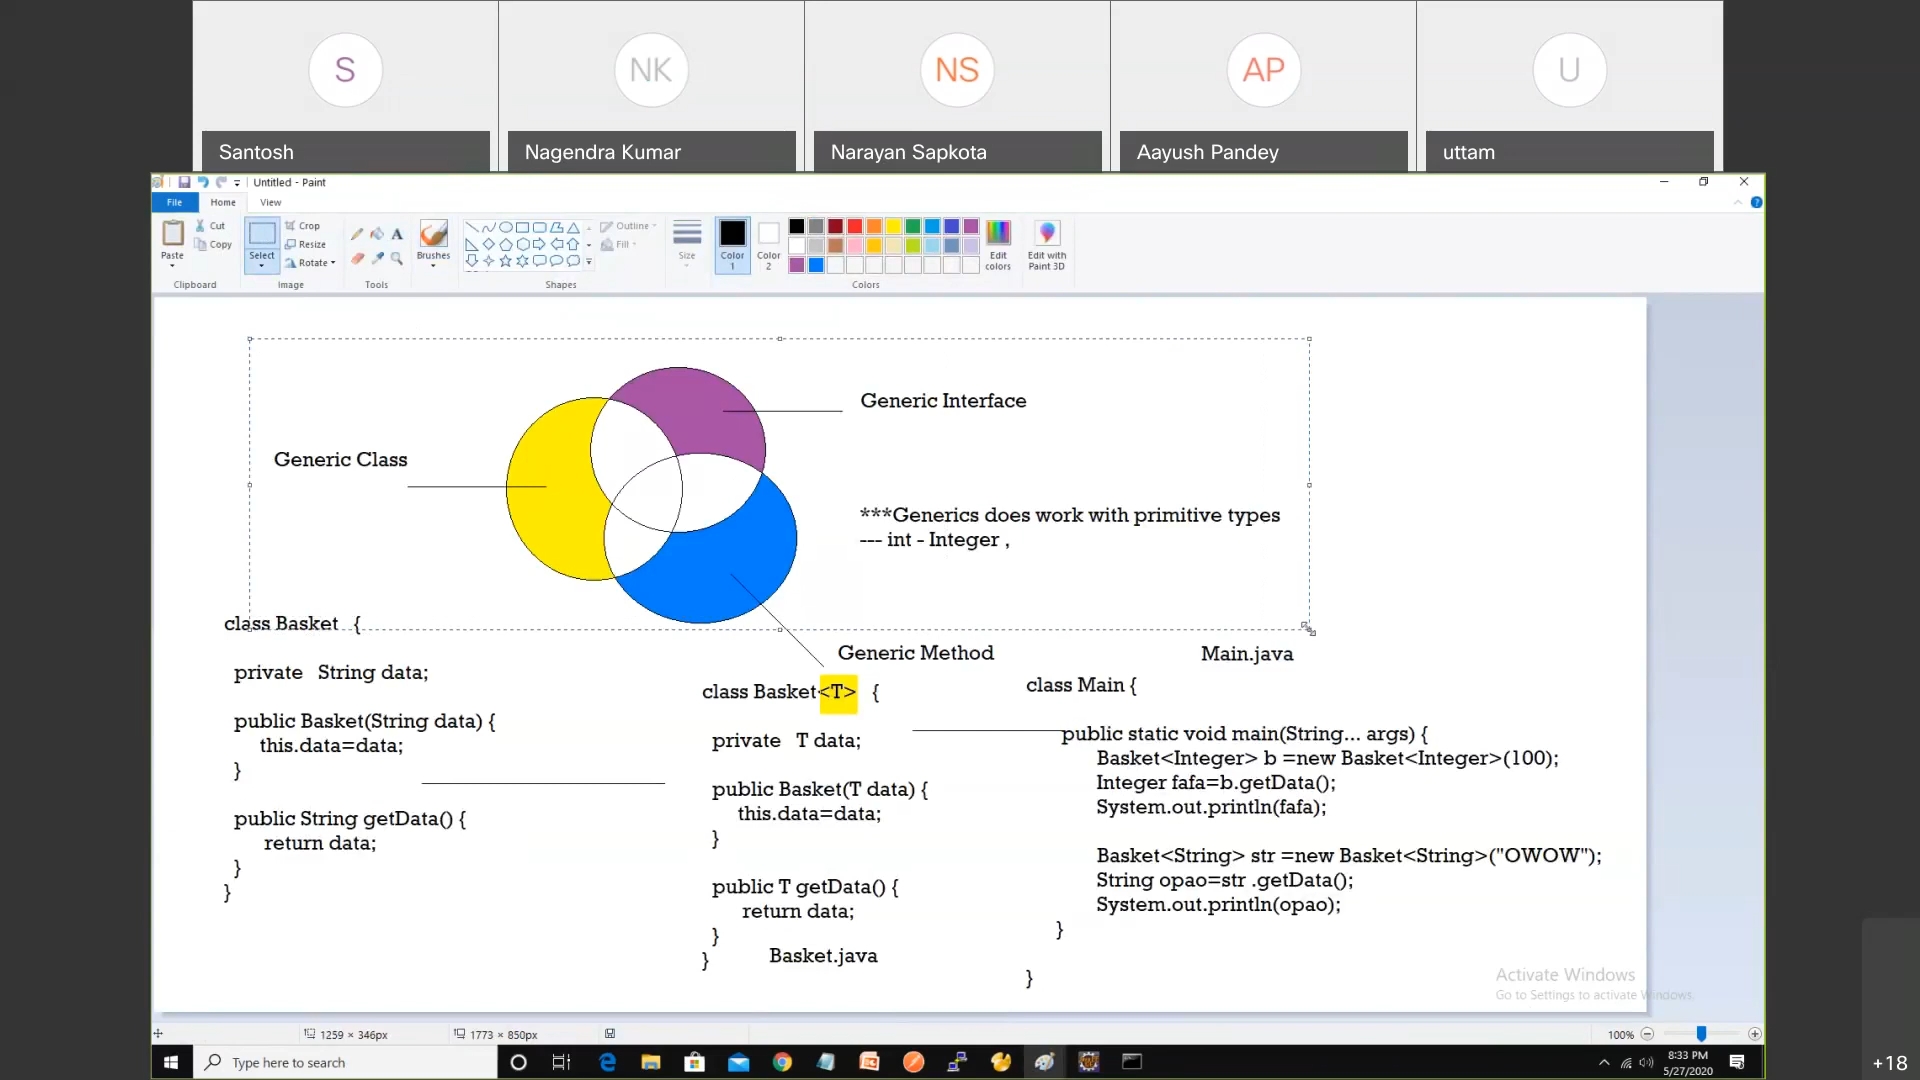 S
NK
NS
AP
U
Santosh
Nagendra Kumar
Narayan Sapkota
Aayush Pandey
uttam
Untitled - Paint
File
Home
View
Paste
Cut
Copy
Clipboard
Select
Crop
Resize
Rotate
Image
A
Tools
Brushes
Outline
Fill
Shapes
Size
Color
1
Color
2
Edit
colors
Colors
Edit with
Paint 3D
Generic Interface
Generic Class
***Generics does work with primitive types
--- int - Integer ,
Generic Method
class Basket {
private String data;
public Basket(String data) {
this.data=data;
}
public String getData() {
return data;
}
}
class Basket<T> {
private T data;
public Basket(T data) {
this.data=data;
}
public T getData() {
return data;
}
}
Basket.java
Main.java
class Main {
public static void main(String... args) {
Basket<Integer> b =new Basket<Integer>(100);
Integer fafa=b.getData();
System.out.println(fafa);
Basket<String> str =new Basket<String>("OWOW");
String opao=str .getData();
System.out.println(opao);
}
}
Activate Windows
Go to Settings to activate Windows
1259 × 346px
1773 × 850px
100%
Type here to search
8:33 PM
5/27/2020
+18